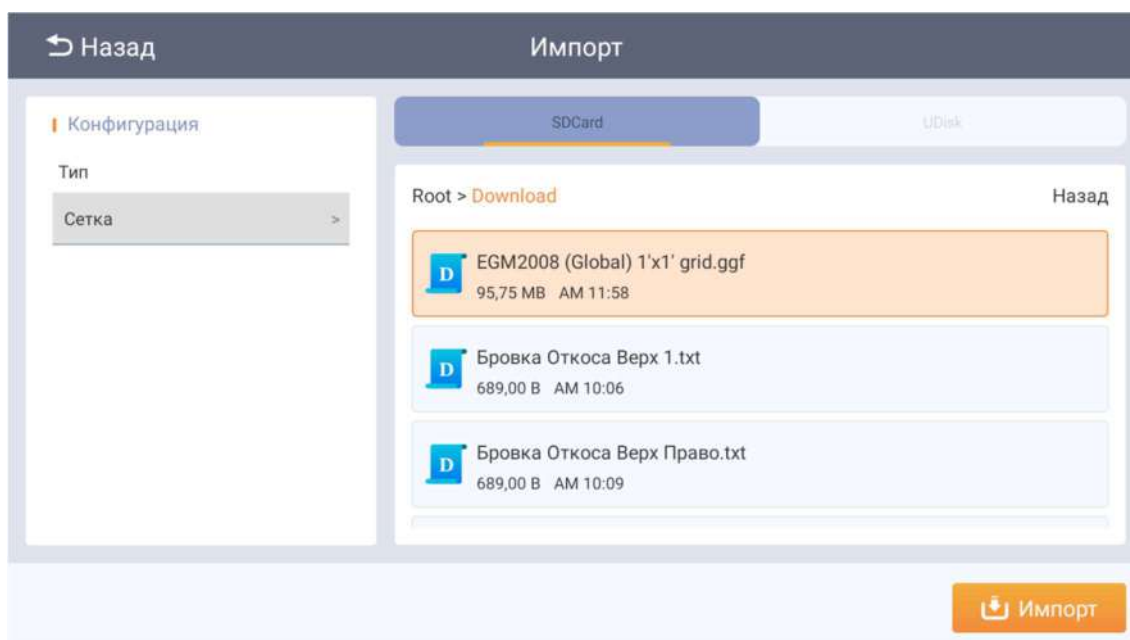 Назад
Импорт
Конфигурация
Тип
Сетка >
SDCard
UDisk
Root > Download
Назад
D
EGM2008 (Global) 1'x1' grid.ggf
95,75 MB AM 11:58
D
Бровка Откоса Верх 1.txt
689,00 B AM 10:06
D
Бровка Откоса Верх Право.txt
689,00 B AM 10:09
Импорт